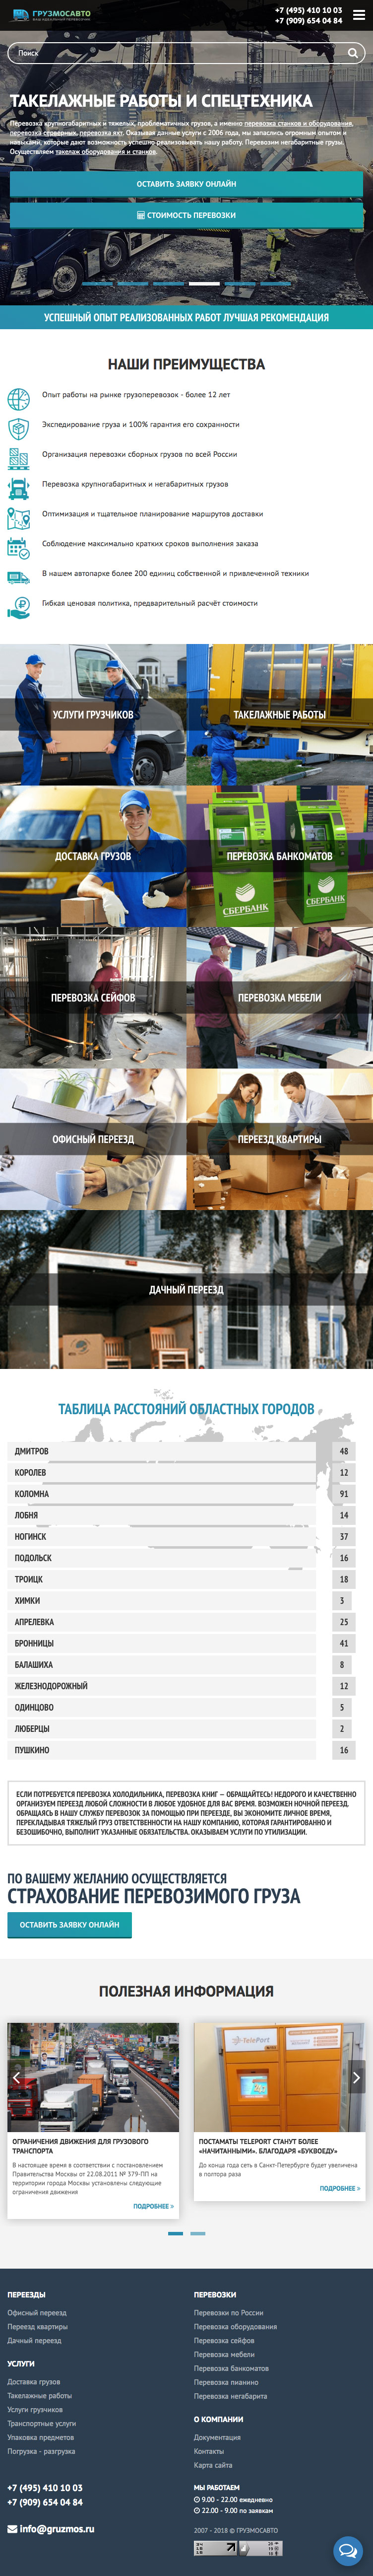 ГРУЗМОСАВТО
+7 (495) 410 10 03
+7 (909) 654 04 84
Поиск
ТАКЕЛАЖНЫЕ РАБОТЫ И СПЕЦТЕХНИКА
Перевозка крупногабаритных и тяжелых, проблематичных грузов, а именно перевозка станков и оборудования,
перевозка серверных, перевозка ккт. Оказывая данные услуги с 2006 года, мы запаслись огромным опытом и
навыками, которые дают возможность успешно реализовывать нашу работу. Перевозим негабаритные грузы.
Осуществляем такелаж оборудования и станков.
ОСТАВИТЬ ЗАЯВКУ ОНЛАЙН
СТОИМОСТЬ ПЕРЕВОЗКИ
УСПЕШНЫЙ ОПЫТ РЕАЛИЗОВАННЫХ РАБОТ ЛУЧШАЯ РЕКОМЕНДАЦИЯ
НАШИ ПРЕИМУЩЕСТВА
Опыт работы на рынке грузоперевозок - более 12 лет
Экспедирование груза и 100% гарантия его сохранности
Организация перевозки сборных грузов по всей России
Перевозка крупногабаритных и негабаритных грузов
Оптимизация и тщательное планирование маршрутов доставки
Соблюдение максимально кратких сроков выполнения заказа
В нашем автопарке более 200 единиц собственной и привлеченной техники
Гибкая ценовая политика, предварительный расчёт стоимости
УСЛУГИ ГРУЗЧИКОВ
ТАКЕЛАЖНЫЕ РАБОТЫ
ДОСТАВКА ГРУЗОВ
ПЕРЕВОЗКА БАНКОМАТОВ
СБЕРБАНК
СБЕРБАНК
ПЕРЕВОЗКА СЕЙФОВ
ПЕРЕВОЗКА МЕБЕЛИ
ОФИСНЫЙ ПЕРЕЕЗД
ПЕРЕЕЗД КВАРТИРЫ
ДАЧНЫЙ ПЕРЕЕЗД
ТАБЛИЦА РАССТОЯНИЙ ОБЛАСТНЫХ ГОРОДОВ
ДМИТРОВ 48
КОРОЛЕВ 12
КОЛОМНА 91
ЛОБНЯ 14
НОГИНСК 37
ПОДОЛЬСК 16
ТРОИЦК 18
ХИМКИ 3
АПРЕЛЕВКА 25
БРОННИЦЫ 41
БАЛАШИХА 8
ЖЕЛЕЗНОДОРОЖНЫЙ 12
ОДИНЦОВО 5
ЛЮБЕРЦЫ 2
ПУШКИНО 16
ЕСЛИ ПОТРЕБУЕТСЯ ПЕРЕВОЗКА ХОЛОДИЛЬНИКА, ПЕРЕВОЗКА КНИГ — ОБРАЩАЙТЕСЬ! НЕДОРОГО И КАЧЕСТВЕННО
ОРГАНИЗУЕМ ПЕРЕЕЗД ЛЮБОЙ СЛОЖНОСТИ В ЛЮБОЕ УДОБНОЕ ДЛЯ ВАС ВРЕМЯ. ВОЗМОЖЕН НОЧНОЙ ПЕРЕЕЗД.
ОБРАЩАЯСЬ В НАШУ СЛУЖБУ ПЕРЕВОЗОК ЗА ПОМОЩЬЮ ПРИ ПЕРЕЕЗДЕ, ВЫ ЭКОНОМИТЕ ЛИЧНОЕ ВРЕМЯ,
ПЕРЕКЛАДЫВАЯ ТЯЖЕЛЫЙ ГРУЗ ОТВЕТСТВЕННОСТИ НА НАШУ КОМПАНИЮ, КОТОРАЯ ГАРАНТИРОВАННО И
БЕЗОШИБОЧНО, ВЫПОЛНИТ УКАЗАННЫЕ ОБЯЗАТЕЛЬСТВА. ОКАЗЫВАЕМ УСЛУГИ ПО УТИЛИЗАЦИИ.
ПО ВАШЕМУ ЖЕЛАНИЮ ОСУЩЕСТВЛЯЕТСЯ
СТРАХОВАНИЕ ПЕРЕВОЗИМОГО ГРУЗА
ОСТАВИТЬ ЗАЯВКУ ОНЛАЙН
ПОЛЕЗНАЯ ИНФОРМАЦИЯ
ОГРАНИЧЕНИЯ ДВИЖЕНИЯ ДЛЯ ГРУЗОВОГО
ТРАНСПОРТА
В настоящее время в соответствии с постановлением
Правительства Москвы от 22.08.2011 № 379-ПП на
территории города Москвы установлены следующие
ограничения движения
ПОДРОБНЕЕ »
TelePort
ПОСТАМАТЫ TELEPORT СТАНУТ БОЛЕЕ
«НАЧИТАННЫМИ». БЛАГОДАРЯ «БУКВОЕДУ»
До конца года сеть в Санкт-Петербурге будет увеличена
в полтора раза
ПОДРОБНЕЕ »
ПЕРЕЕЗДЫ
Офисный переезд
Переезд квартиры
Дачный переезд
УСЛУГИ
Доставка грузов
Такелажные работы
Услуги грузчиков
Транспортные услуги
Упаковка предметов
Погрузка - разгрузка
ПЕРЕВОЗКИ
Перевозки по России
Перевозка оборудования
Перевозка сейфов
Перевозка мебели
Перевозка банкоматов
Перевозка пианино
Перевозка негабарита
О КОМПАНИИ
Документация
Контакты
Карта сайта
+7 (495) 410 10 03
+7 (909) 654 04 84
info@gruzmos.ru
МЫ РАБОТАЕМ
9.00 - 22.00 ежедневно
22.00 - 9.00 по заявкам
2007 - 2018 © ГРУЗМОСАВТО